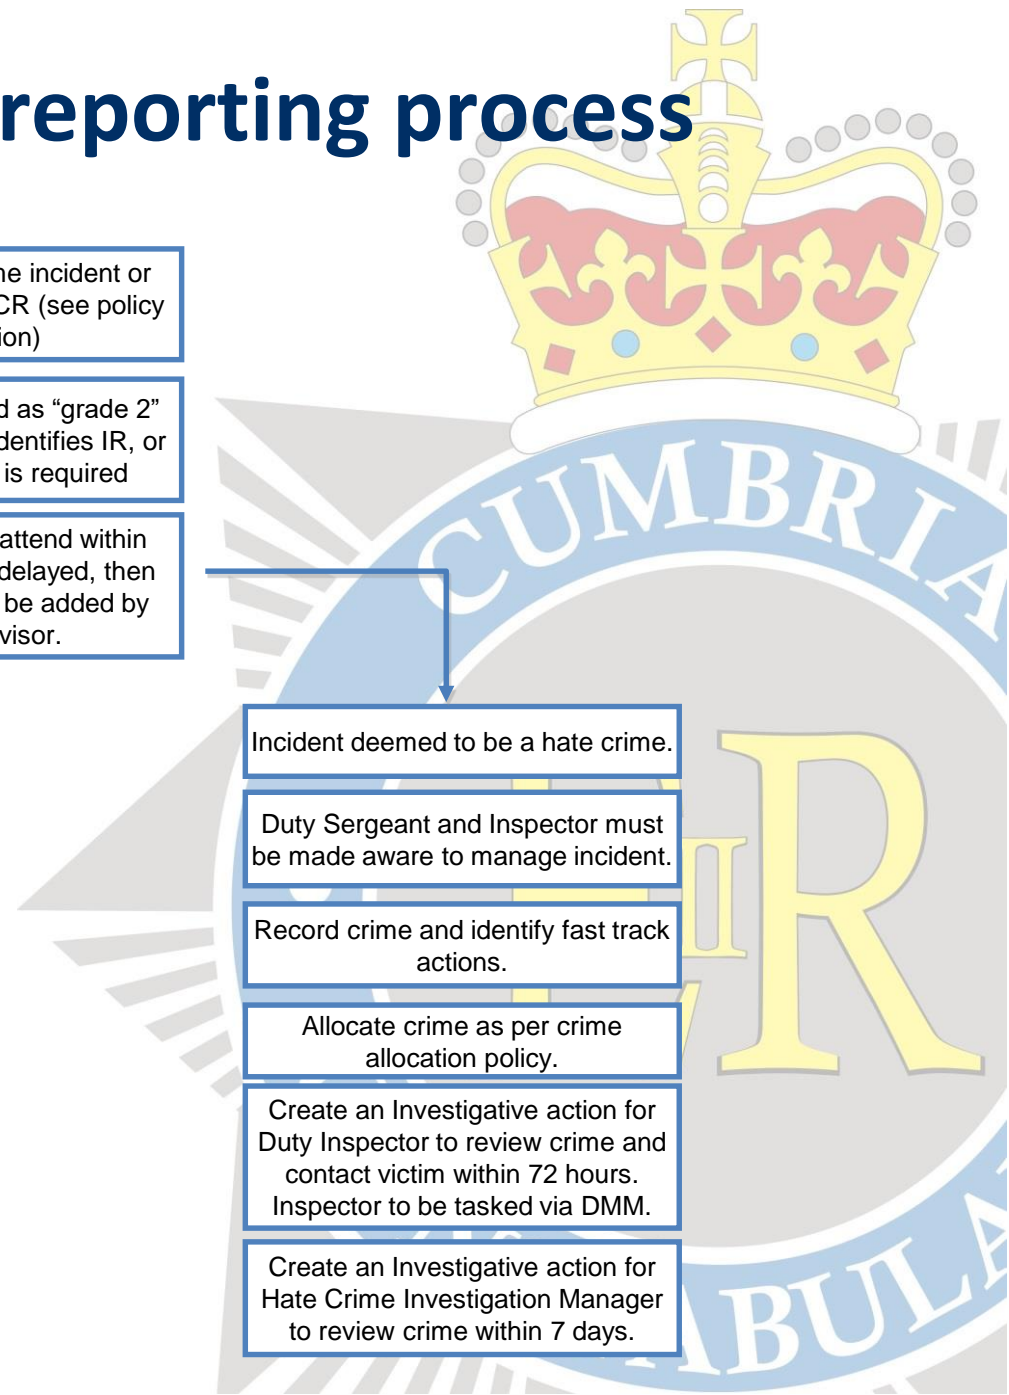 reporting process
ne incident or
CR (see policy
ion)
d as “grade 2”
dentifies IR, or
is required
attend within
delayed, then
be added by
visor.
Incident deemed to be a hate crime.
Duty Sergeant and Inspector must
be made aware to manage incident.
Record crime and identify fast track
actions.
Allocate crime as per crime
allocation policy.
Create an Investigative action for
Duty Inspector to review crime and
contact victim within 72 hours.
Inspector to be tasked via DMM.
Create an Investigative action for
Hate Crime Investigation Manager
to review crime within 7 days.
CUMBRIA
E II R
ABULA